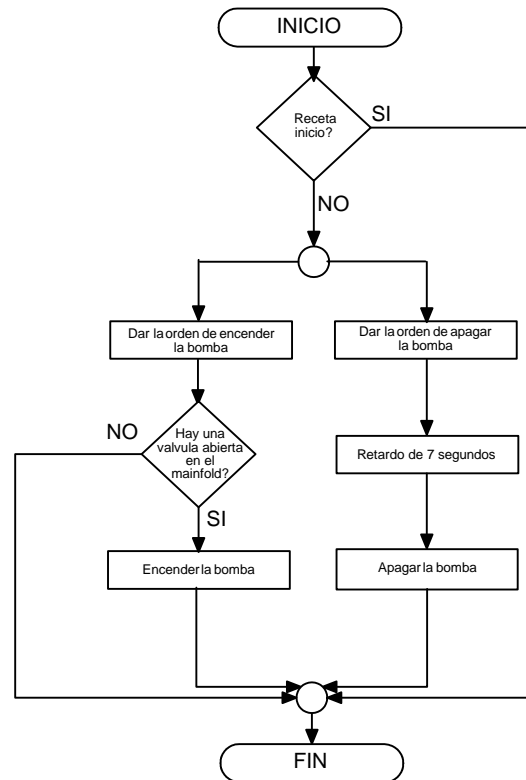 INICIO
Receta
inicio?
SI
NO
Dar la orden de encender
la bomba
Dar la orden de apagar
la bomba
NO
Hay una
valvula abierta
en el
mainfold?
Retardo de 7 segundos
SI
Encender la bomba
Apagar la bomba
FIN